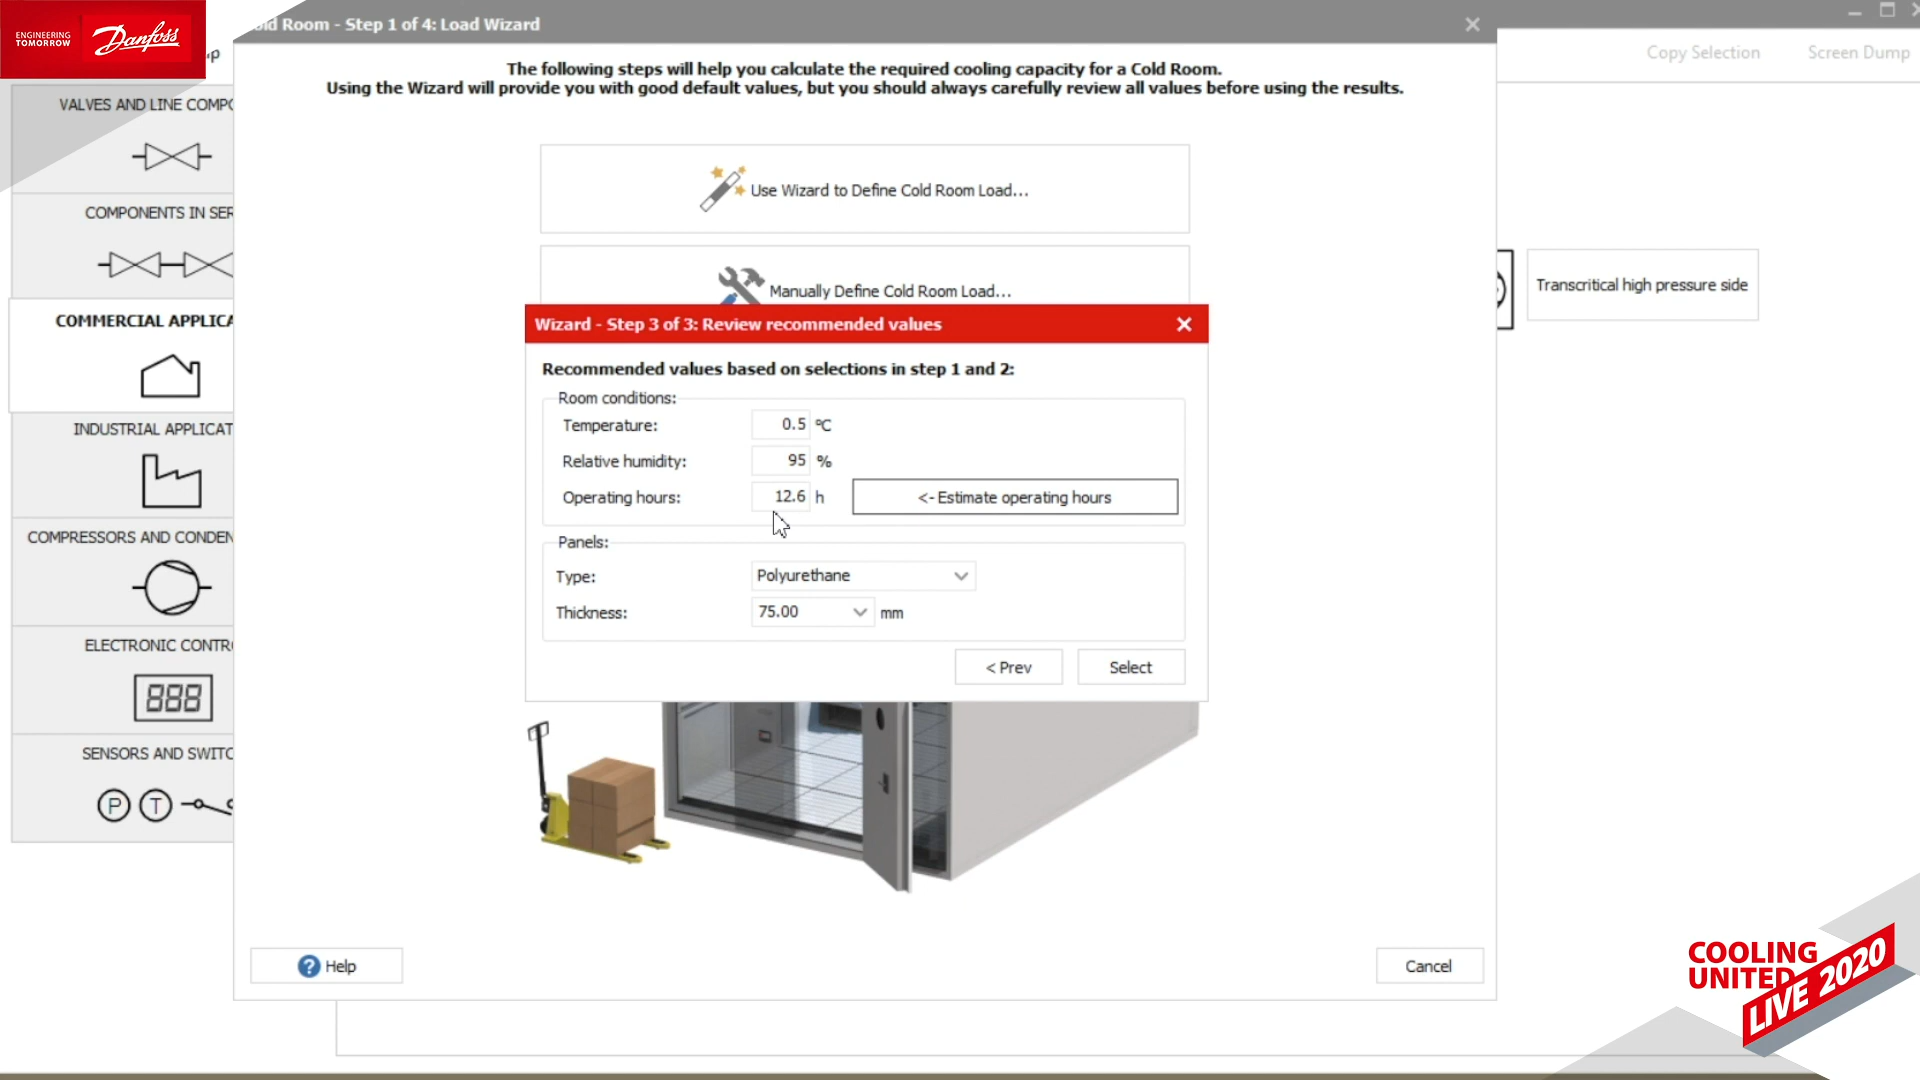 ENGINEERING
TOMORROW
Danfoss
Cold Room - Step 1 of 4: Load Wizard
Copy Selection
Screen Dump
The following steps will help you calculate the required cooling capacity for a Cold Room.
Using the Wizard will provide you with good default values, but you should always carefully review all values before using the results.
VALVES AND LINE COMPO
COMPONENTS IN SER
COMMERCIAL APPLICA
INDUSTRIAL APPLICAT
COMPRESSORS AND CONDEN
ELECTRONIC CONTR
888
SENSORS AND SWITC
P T
Use Wizard to Define Cold Room Load...
Manually Define Cold Room Load...
Transcritical high pressure side
Wizard - Step 3 of 3: Review recommended values
Recommended values based on selections in step 1 and 2:
Room conditions:
Temperature: 0.5 °C
Relative humidity: 95 %
Operating hours: 12.6 h <- Estimate operating hours
Panels:
Type: Polyurethane
Thickness: 75.00 mm
< Prev
Select
? Help
Cancel
COOLING
UNITED
LIVE 2020